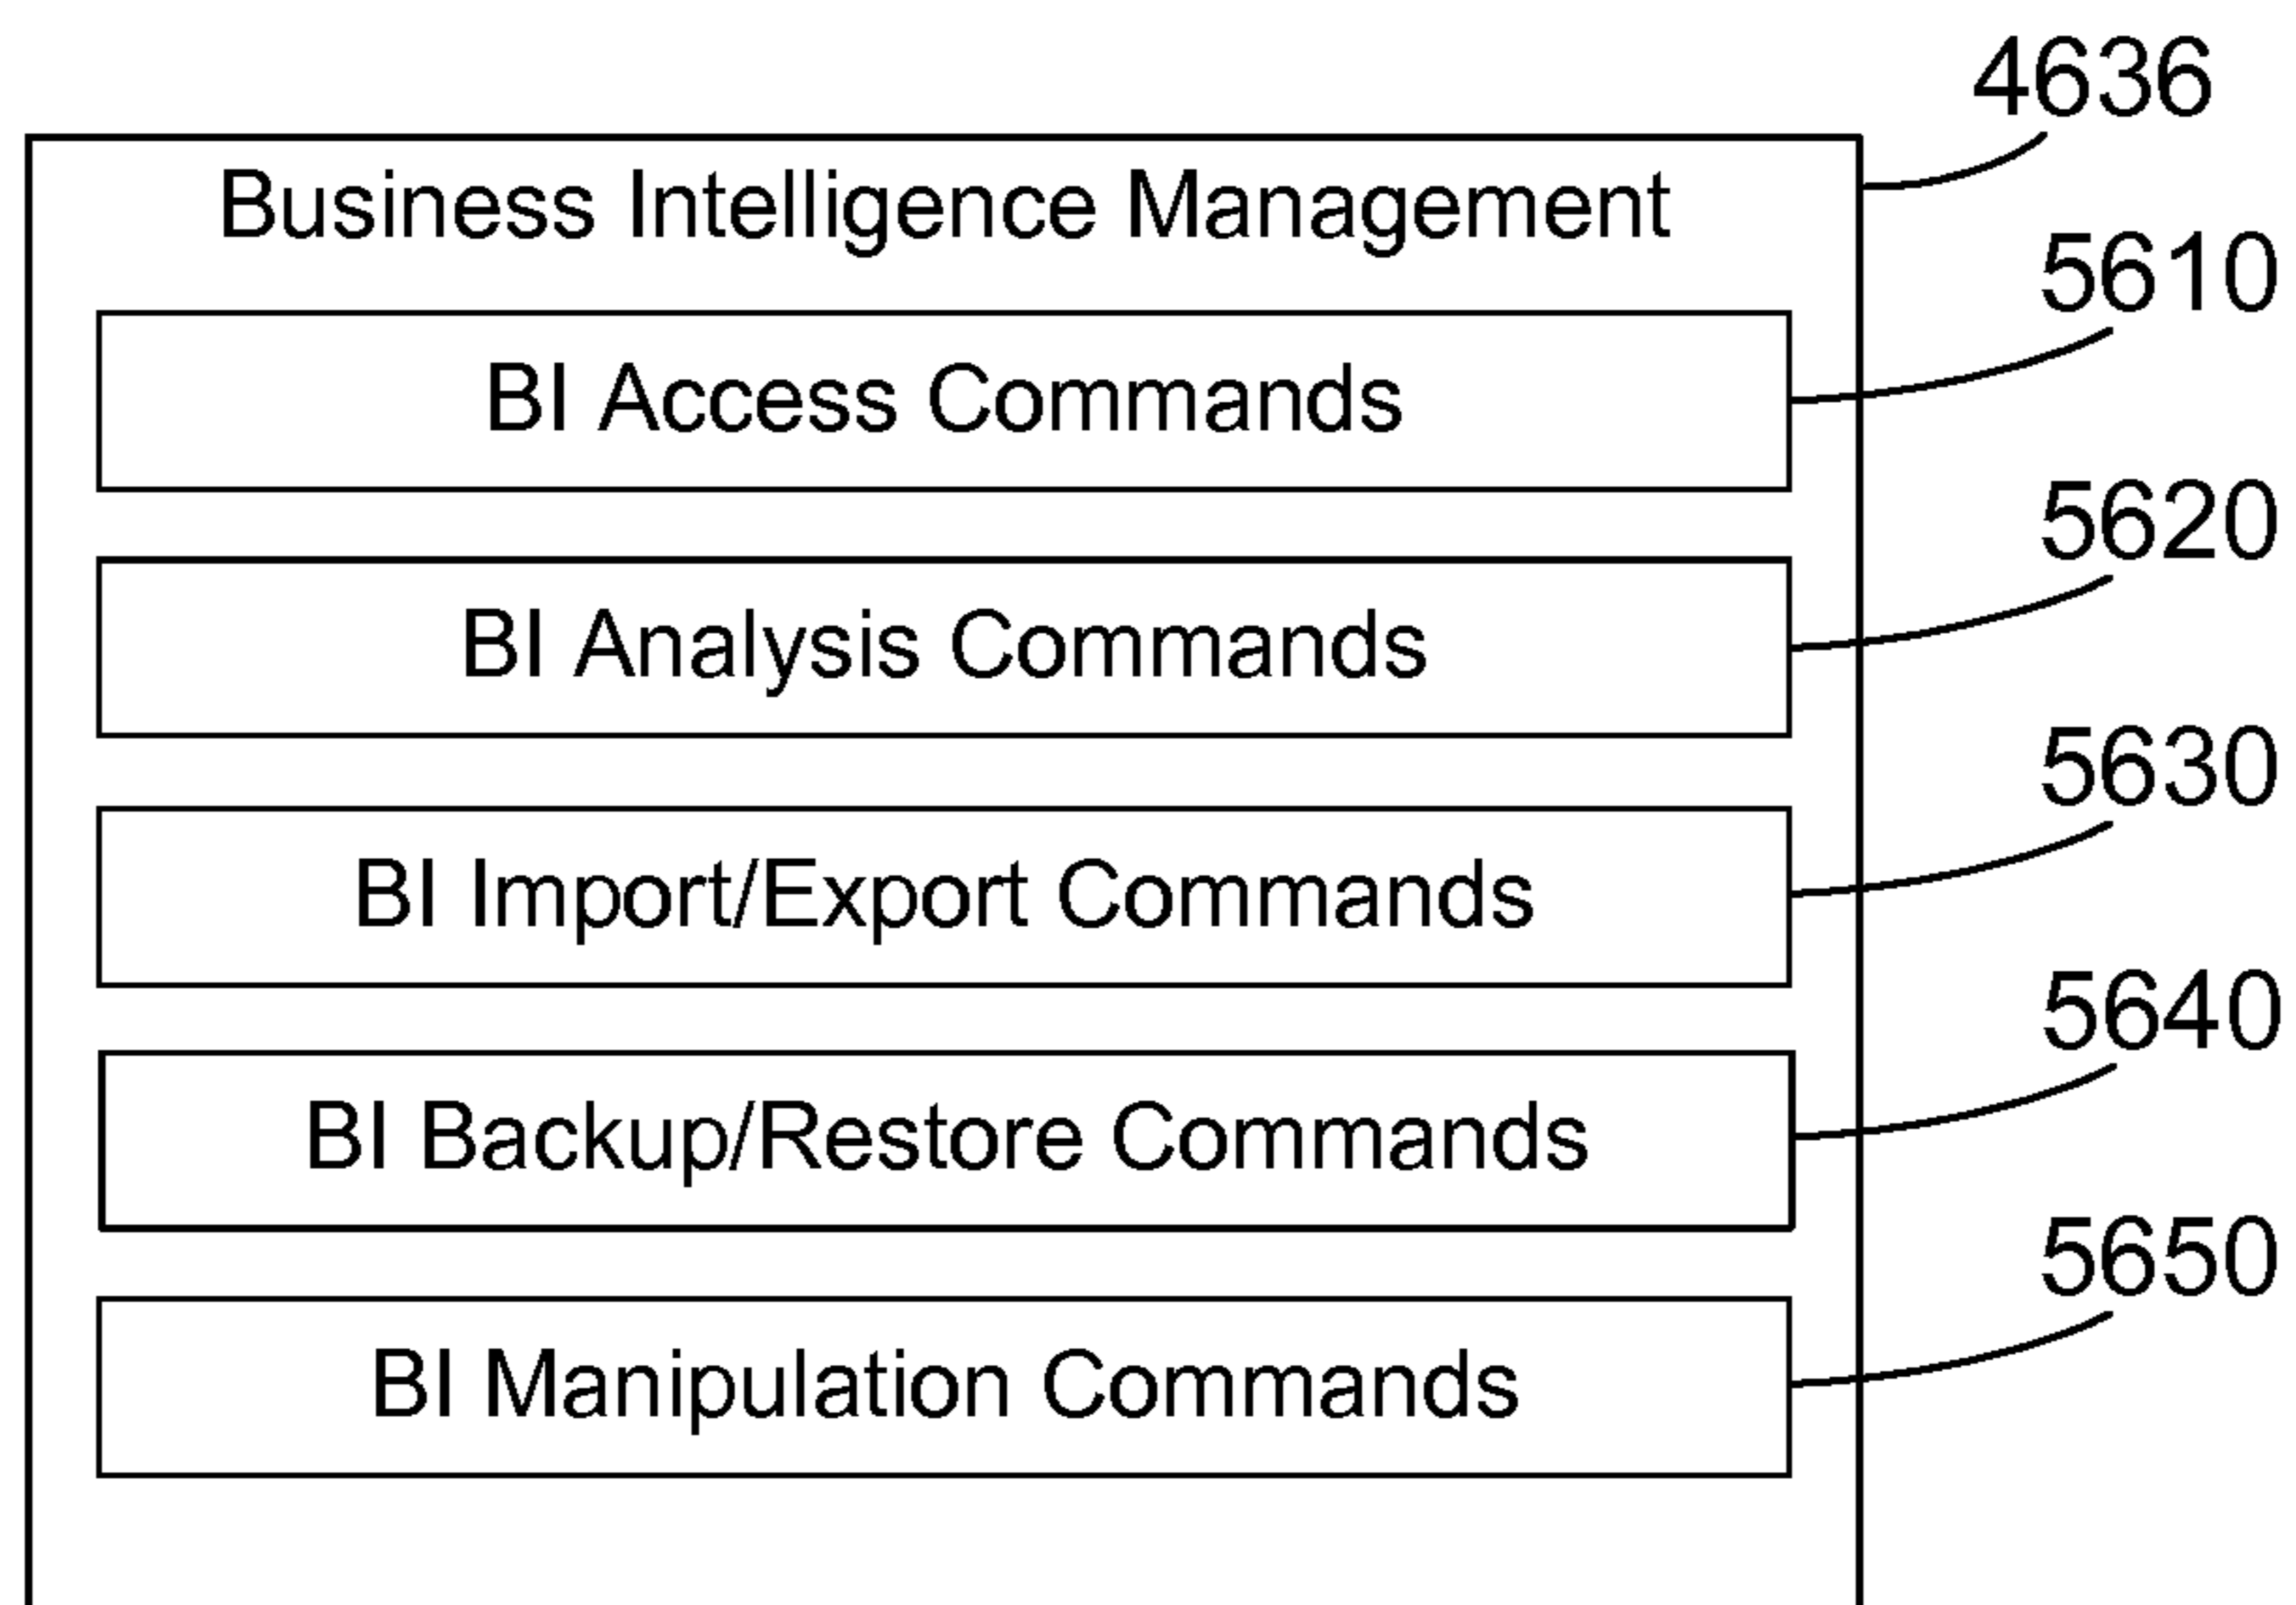 4636
Business Intelligence Management
5610
BI Access Commands
5620
BI Analysis Commands
5630
BI Import/Export Commands
5640
BI Backup/Restore Commands
5650
BI Manipulation Commands